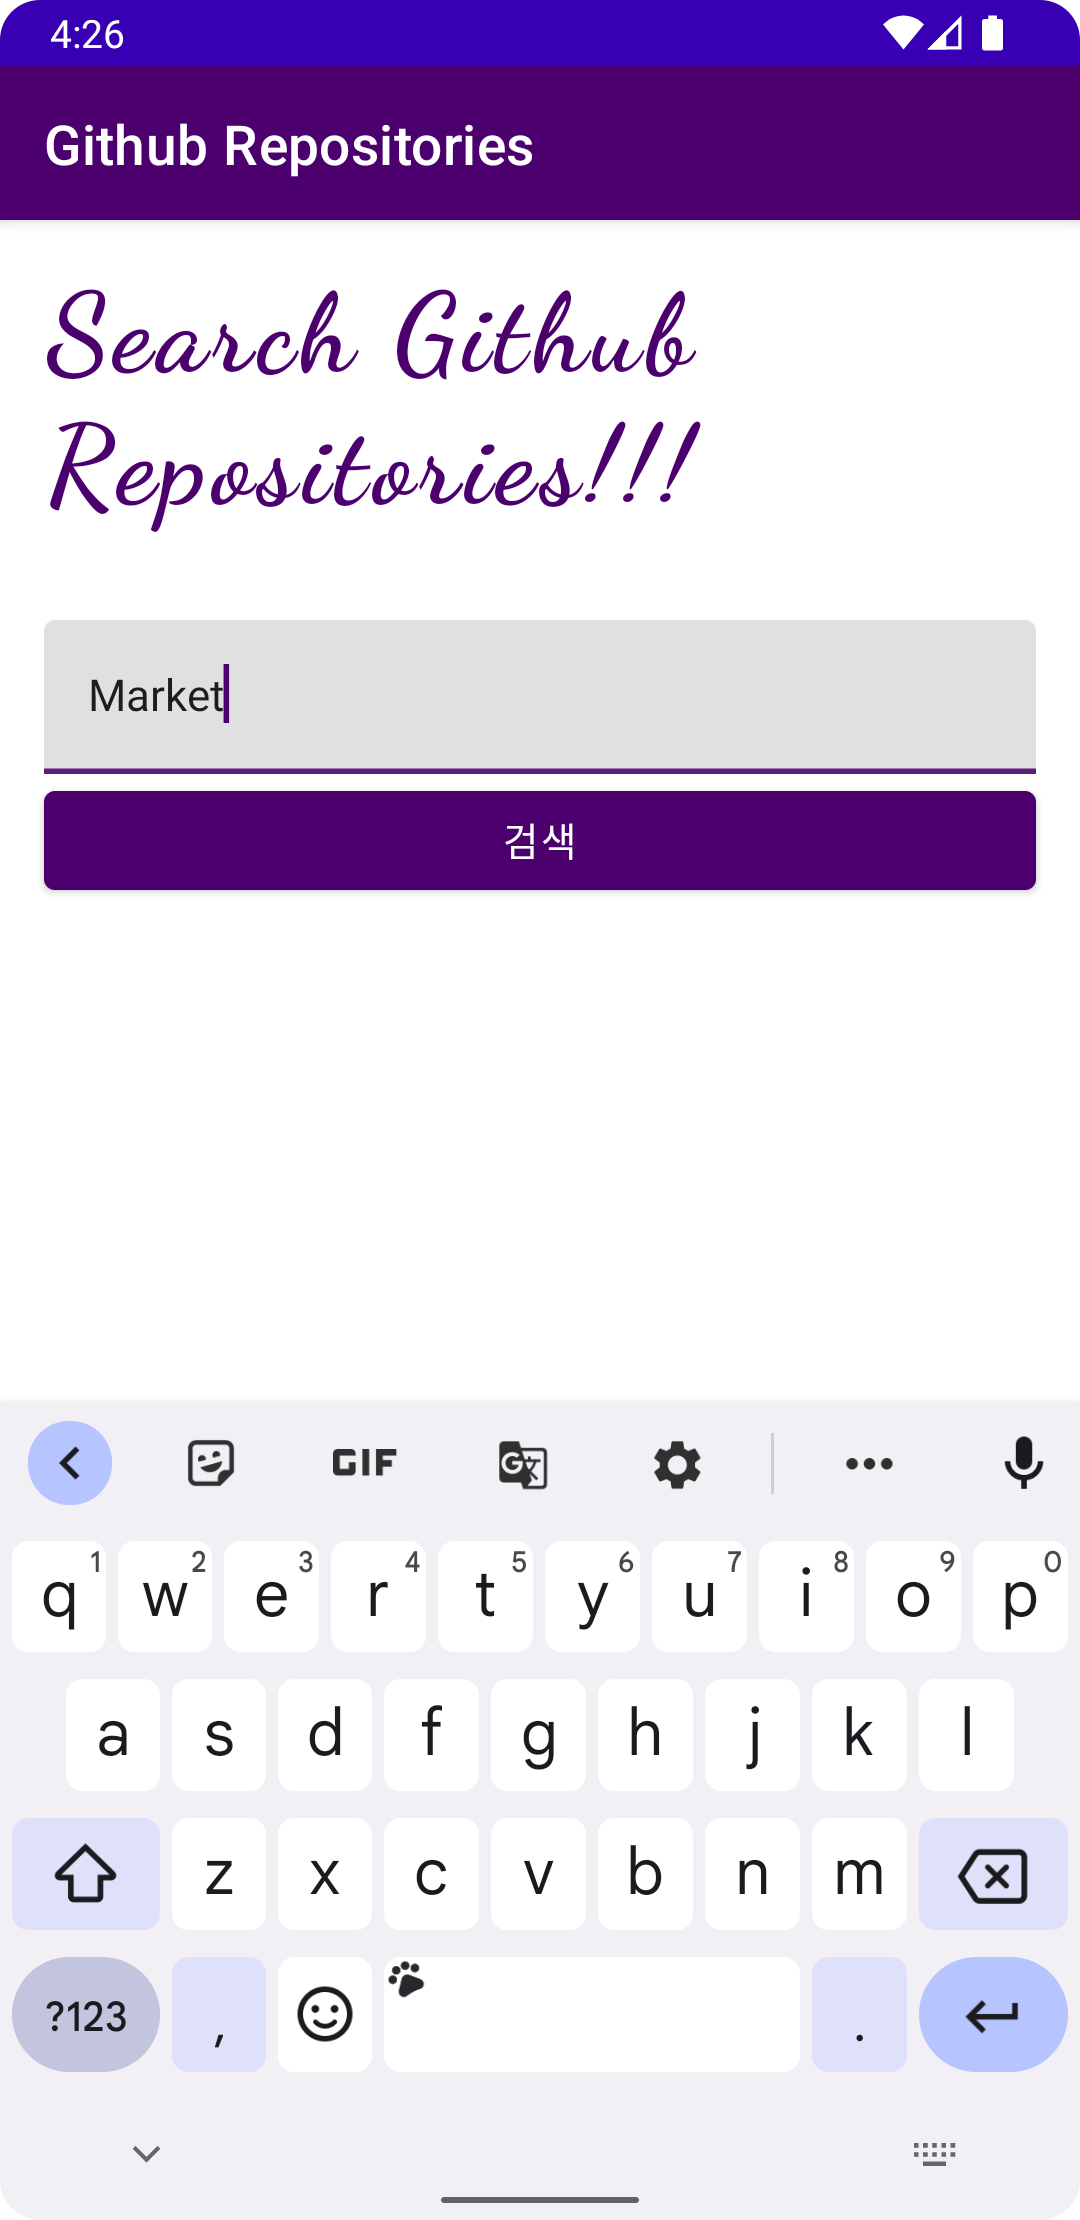 4:26
Github Repositories
Search Github
Repositories!!!
Market
검색
GIF
G 文
q 1 w 2 e 3 r 4 t 5 y 6 u 7 i 8 o 9 p 0
a s d f g h j k l
z x c v b n m
?123 , .